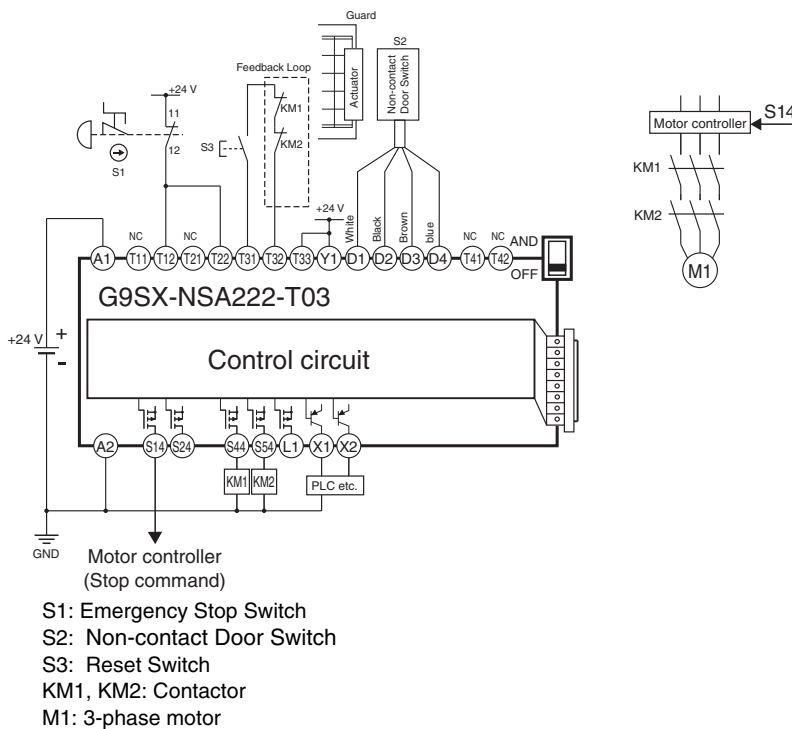 Guard
S2
Non-contact
Door Switch
Actuator
Feedback Loop
+24 V
11
12
S1
KM1
KM2
S3
+24 V
White
Black
Brown
blue
S14
Motor controller
KM1
KM2
M1
NC
NC
NC
NC
AND
OFF
A1
T11
T12
T21
T22
T31
T32
T33
Y1
D1
D2
D3
D4
T41
T42
G9SX-NSA222-T03
+24 V
+
-
Control circuit
A2
S14
S24
S44
S54
L1
X1
X2
KM1
KM2
PLC etc.
GND
Motor controller
(Stop command)
S1: Emergency Stop Switch
S2: Non-contact Door Switch
S3: Reset Switch
KM1, KM2: Contactor
M1: 3-phase motor